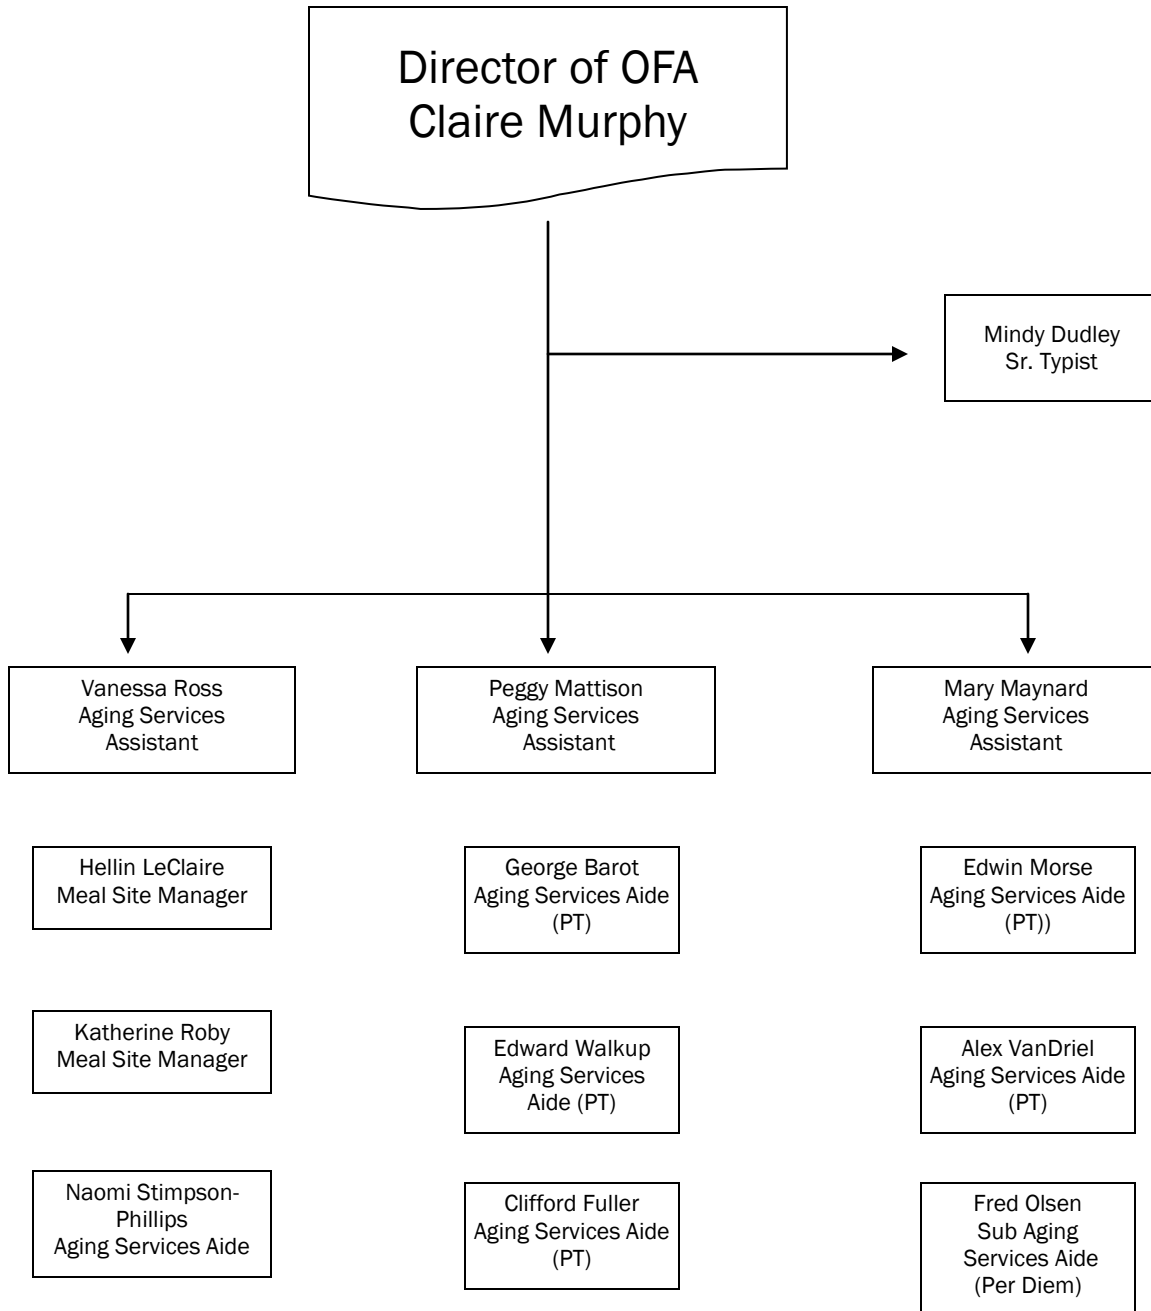 Director of OFA
Claire Murphy
Mindy Dudley
Sr. Typist
Vanessa Ross
Aging Services
Assistant
Peggy Mattison
Aging Services
Assistant
Mary Maynard
Aging Services
Assistant
Hellin LeClaire
Meal Site Manager
George Barot
Aging Services Aide
(PT)
Edwin Morse
Aging Services Aide
(PT))
Katherine Roby
Meal Site Manager
Edward Walkup
Aging Services
Aide (PT)
Alex VanDriel
Aging Services Aide
(PT)
Naomi Stimpson-
Phillips
Aging Services Aide
Clifford Fuller
Aging Services Aide
(PT)
Fred Olsen
Sub Aging
Services Aide
(Per Diem)